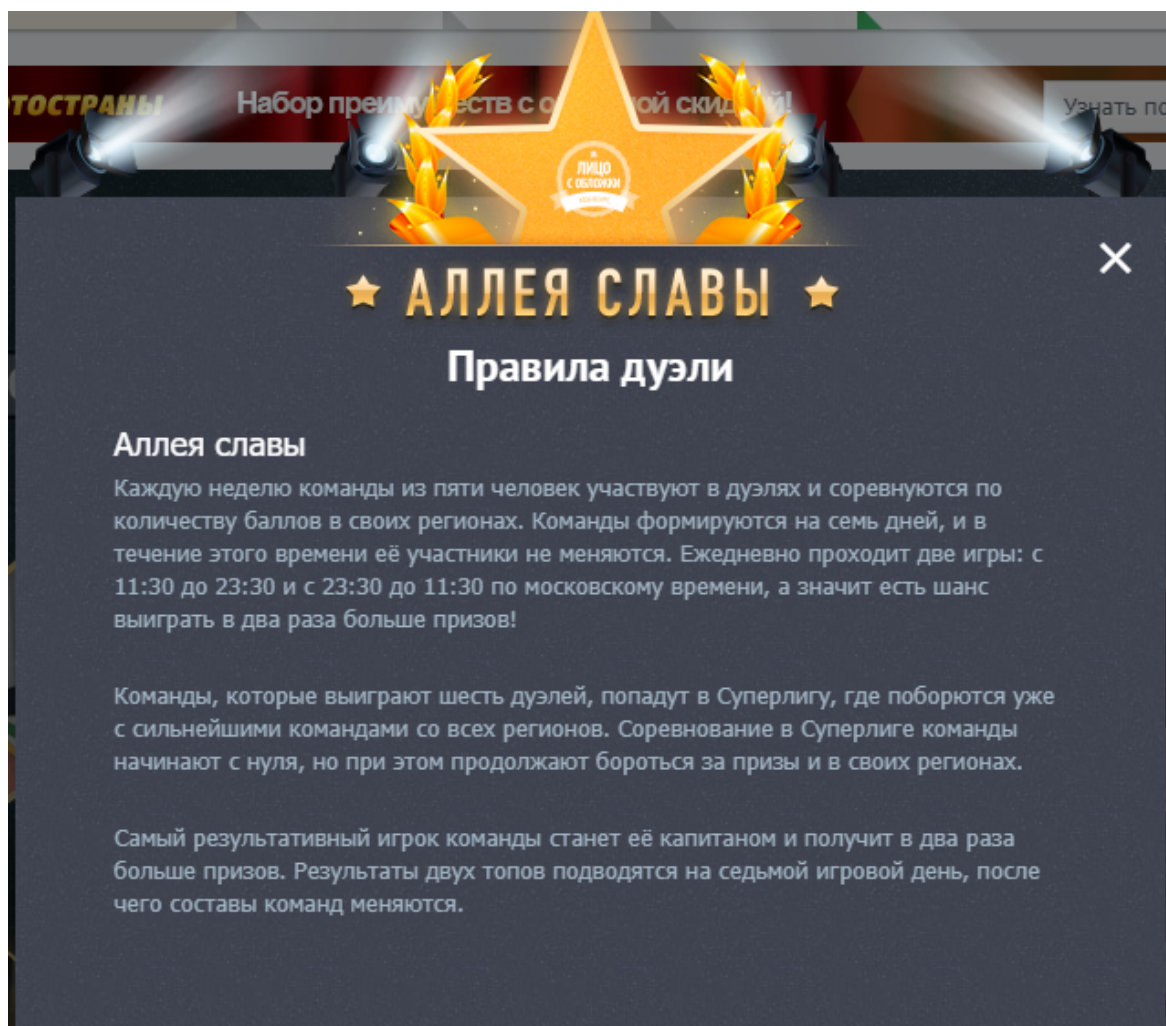 Набор
Узнать
ЛИЦО
С ОБЛОЖКИ
АЛЛЕЯ СЛАВЫ
Правила дуэли
Аллея славы
Каждую неделю команды из пяти человек участвуют в дуэлях и соревнуются по
количеству баллов в своих регионах. Команды формируются на семь дней, и в
течение этого времени её участники не меняются. Ежедневно проходит две игры: с
11:30 до 23:30 и с 23:30 до 11:30 по московскому времени, а значит есть шанс
выиграть в два раза больше призов!
Команды, которые выиграют шесть дуэлей, попадут в Суперлигу, где поборются уже
с сильнейшими командами со всех регионов. Соревнование в Суперлиге команды
начинают с нуля, но при этом продолжают бороться за призы и в своих регионах.
Самый результативный игрок команды станет её капитаном и получит в два раза
больше призов. Результаты двух топов подводятся на седьмой игровой день, после
чего составы команд меняются.